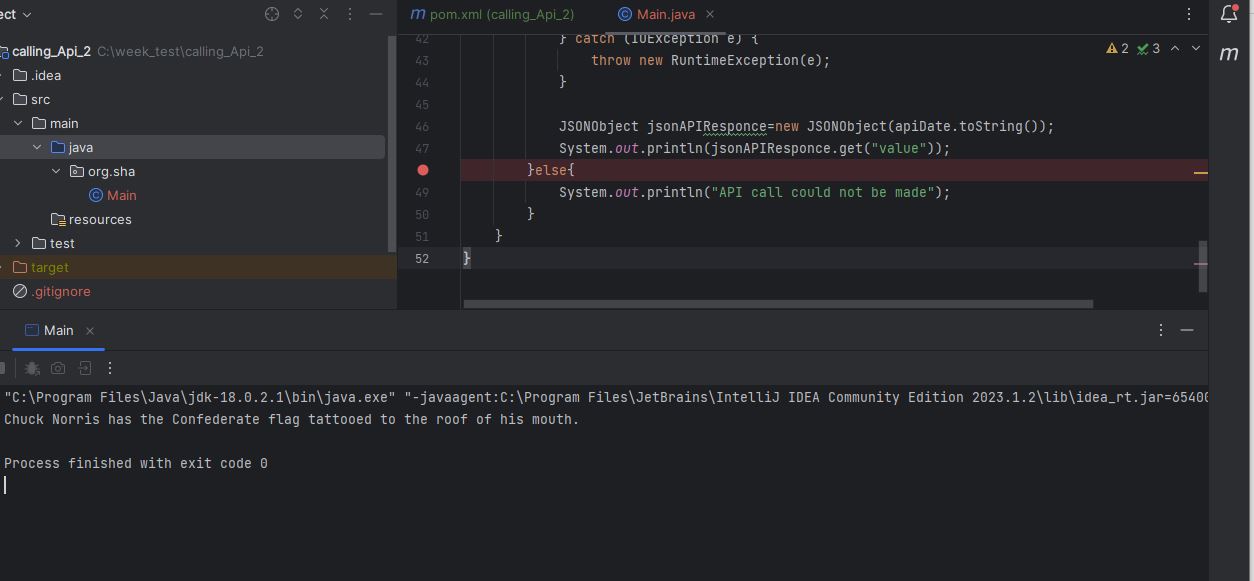 ect
pom.xml (calling_Api_2)
Main.java
calling_Api_2 C:\week_test\calling_Api_2
.idea
src
main
java
org.sha
Main
resources
test
target
.gitignore
42 } catch (IOException e) {
43 throw new RuntimeException(e);
44 }
45
46 JSONObject jsonAPIResponce=new JSONObject(apiDate.toString());
47 System.out.println(jsonAPIResponce.get("value"));
}else{
49 System.out.println("API call could not be made");
50 }
51 }
52 }
2 3
m
Main
"C:\Program Files\Java\jdk-18.0.2.1\bin\java.exe" "-javaagent:C:\Program Files\JetBrains\IntelliJ IDEA Community Edition 2023.1.2\lib\idea_rt.jar=65400
Chuck Norris has the Confederate flag tattooed to the roof of his mouth.
Process finished with exit code 0